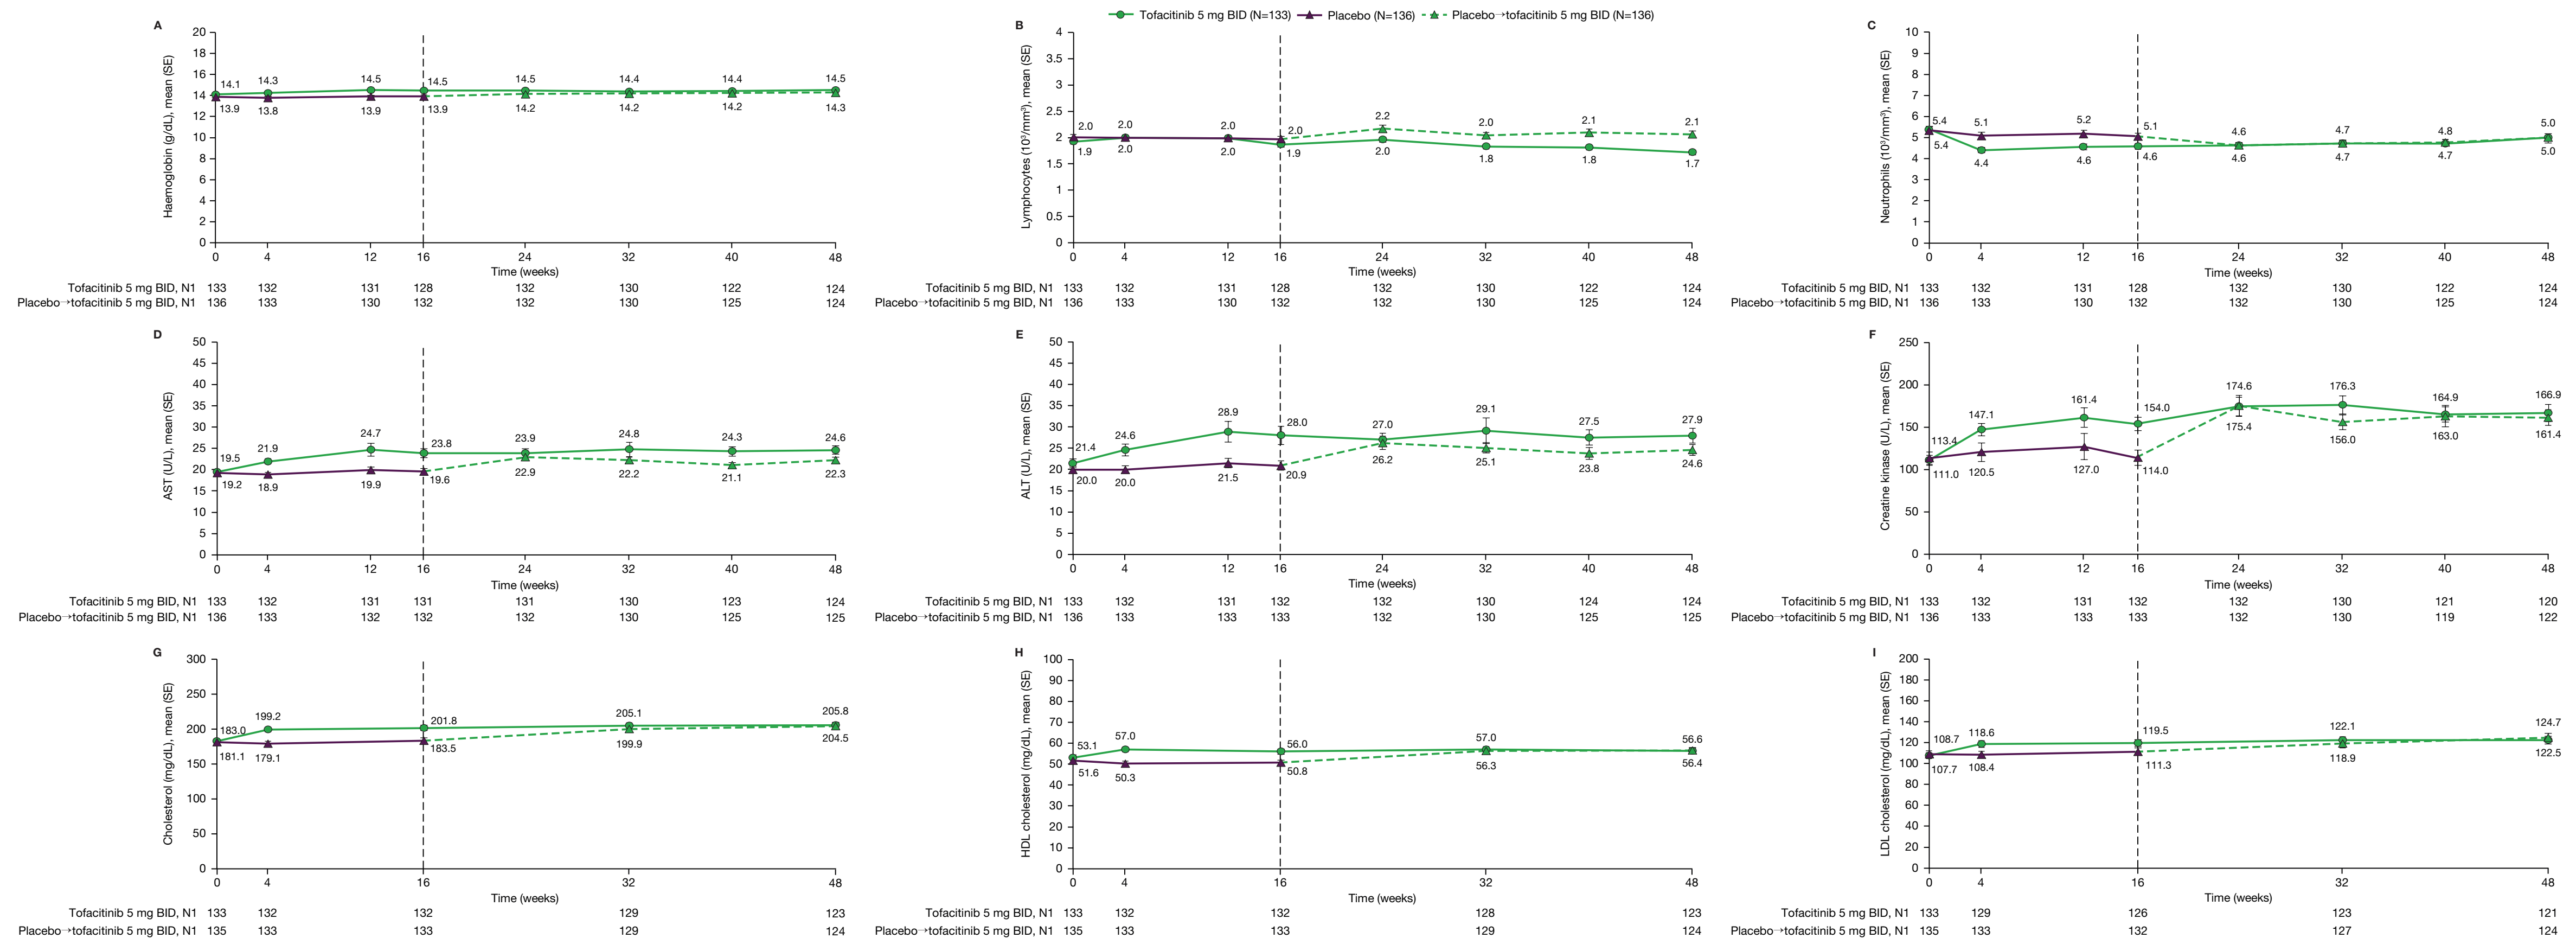 Tofacitinib 5 mg BID (N=133) Placebo (N=136) Placebo→tofacitinib 5 mg BID (N=136)
A
Haemoglobin (g/dL), mean (SE)
20
18
16
14
12
10
8
6
4
2
0
14.1 14.3 14.5 14.5 14.5 14.4 14.4 14.5
13.9 13.8 13.9 13.9 14.2 14.2 14.2 14.3
0 4 12 16 24 32 40 48
Time (weeks)
Tofacitinib 5 mg BID, N1 133 132 131 128 132 130 122 124
Placebo→tofacitinib 5 mg BID, N1 136 133 130 132 132 130 125 124
B
Lymphocytes (10³/mm³), mean (SE)
4
3.5
3
2.5
2
1.5
1
0.5
0
2.0 2.0 2.0 2.0 2.2 2.0 2.1 2.1
1.9 2.0 2.0 1.9 2.0 1.8 1.8 1.7
0 4 12 16 24 32 40 48
Time (weeks)
Tofacitinib 5 mg BID, N1 133 132 131 128 132 130 122 124
Placebo→tofacitinib 5 mg BID, N1 136 133 130 132 132 130 125 124
C
Neutrophils (10³/mm³), mean (SE)
10
9
8
7
6
5
4
3
2
1
0
5.4 5.1 5.2 5.1 4.6 4.7 4.8 5.0
5.4 4.4 4.6 4.6 4.6 4.7 4.7 5.0
0 4 12 16 24 32 40 48
Time (weeks)
Tofacitinib 5 mg BID, N1 133 132 131 128 132 130 122 124
Placebo→tofacitinib 5 mg BID, N1 136 133 130 132 132 130 125 124
D
AST (U/L), mean (SE)
50
45
40
35
30
25
20
15
10
5
0
19.5 21.9 24.7 23.8 23.9 24.8 24.3 24.6
19.2 18.9 19.9 19.6 22.9 22.2 21.1 22.3
0 4 12 16 24 32 40 48
Time (weeks)
Tofacitinib 5 mg BID, N1 133 132 131 131 131 130 123 124
Placebo→tofacitinib 5 mg BID, N1 136 133 132 132 132 130 125 125
E
ALT (U/L), mean (SE)
50
45
40
35
30
25
20
15
10
5
0
21.4 24.6 28.9 28.0 27.0 29.1 27.5 27.9
20.0 20.0 21.5 20.9 26.2 25.1 23.8 24.6
0 4 12 16 24 32 40 48
Time (weeks)
Tofacitinib 5 mg BID, N1 133 132 131 132 132 130 124 124
Placebo→tofacitinib 5 mg BID, N1 136 133 133 133 132 130 125 125
F
Creatine kinase (U/L), mean (SE)
250
200
150
100
50
0
113.4 147.1 161.4 154.0 174.6 176.3 164.9 166.9
111.0 120.5 127.0 114.0 175.4 156.0 163.0 161.4
0 4 12 16 24 32 40 48
Time (weeks)
Tofacitinib 5 mg BID, N1 133 132 131 132 132 130 121 120
Placebo→tofacitinib 5 mg BID, N1 136 133 133 133 132 130 119 122
G
Cholesterol (mg/dL), mean (SE)
300
250
200
150
100
50
0
183.0 199.2 201.8 205.1 205.8
181.1 179.1 183.5 199.9 204.5
0 4 16 32 48
Time (weeks)
Tofacitinib 5 mg BID, N1 133 132 132 129 123
Placebo→tofacitinib 5 mg BID, N1 135 133 133 129 124
H
HDL cholesterol (mg/dL), mean (SE)
100
90
80
70
60
50
40
30
20
10
0
53.1 57.0 56.0 57.0 56.6
51.6 50.3 50.8 56.3 56.4
0 4 16 32 48
Time (weeks)
Tofacitinib 5 mg BID, N1 133 132 132 128 123
Placebo→tofacitinib 5 mg BID, N1 135 133 133 129 124
I
LDL cholesterol (mg/dL), mean (SE)
200
180
160
140
120
100
80
60
40
20
0
108.7 118.6 119.5 122.1 124.7
107.7 108.4 111.3 118.9 122.5
0 4 16 32 48
Time (weeks)
Tofacitinib 5 mg BID, N1 133 129 126 123 121
Placebo→tofacitinib 5 mg BID, N1 135 133 132 127 124